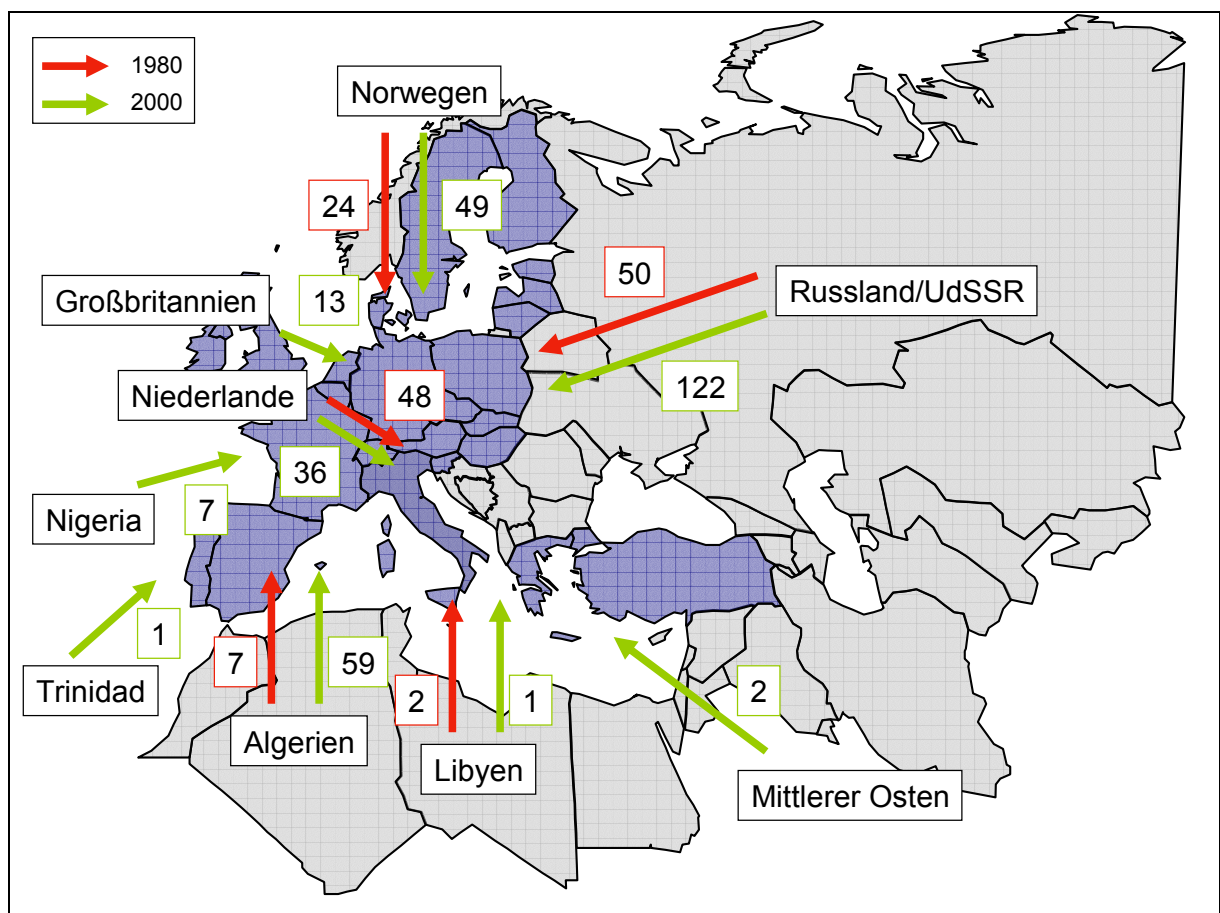 1980
2000
Norwegen
24
49
50
Großbritannien
13
Russland/UdSSR
Niederlande
48
122
36
Nigeria
7
1
Trinidad
7
59
2
1
2
Algerien
Libyen
Mittlerer Osten